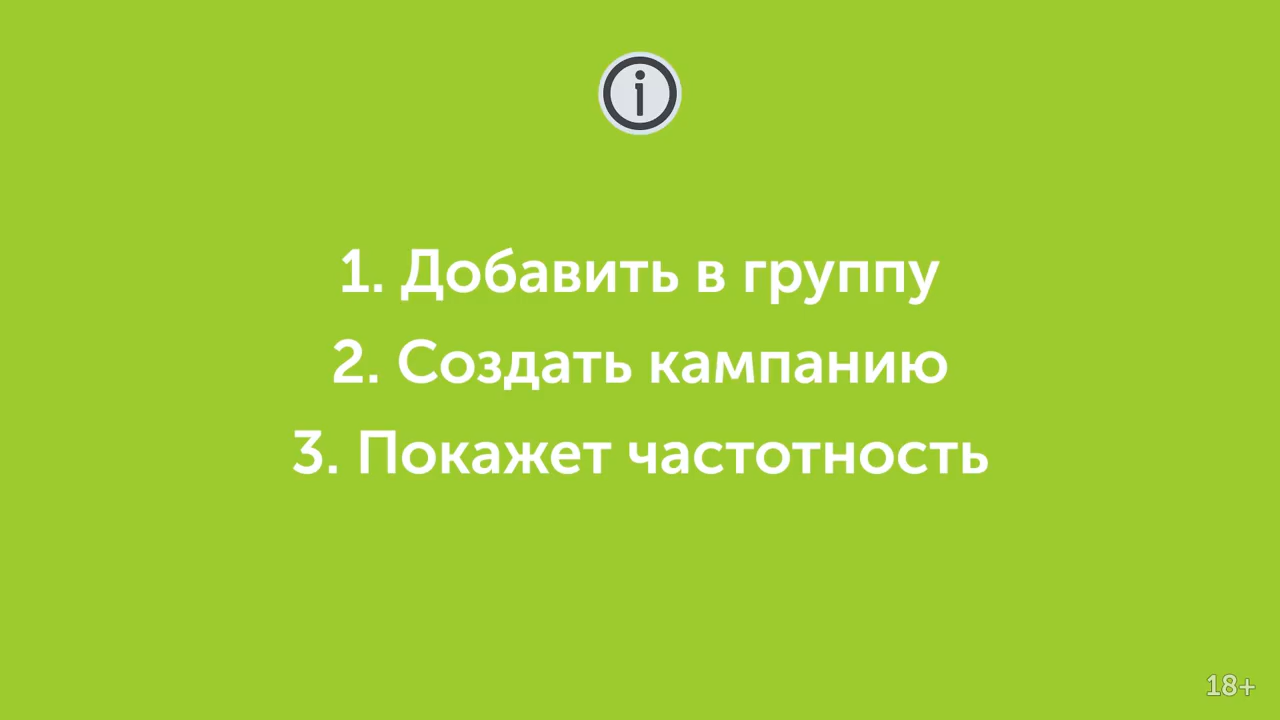 1. Добавить в группу
2. Создать кампанию
3. Покажет частотность
18+